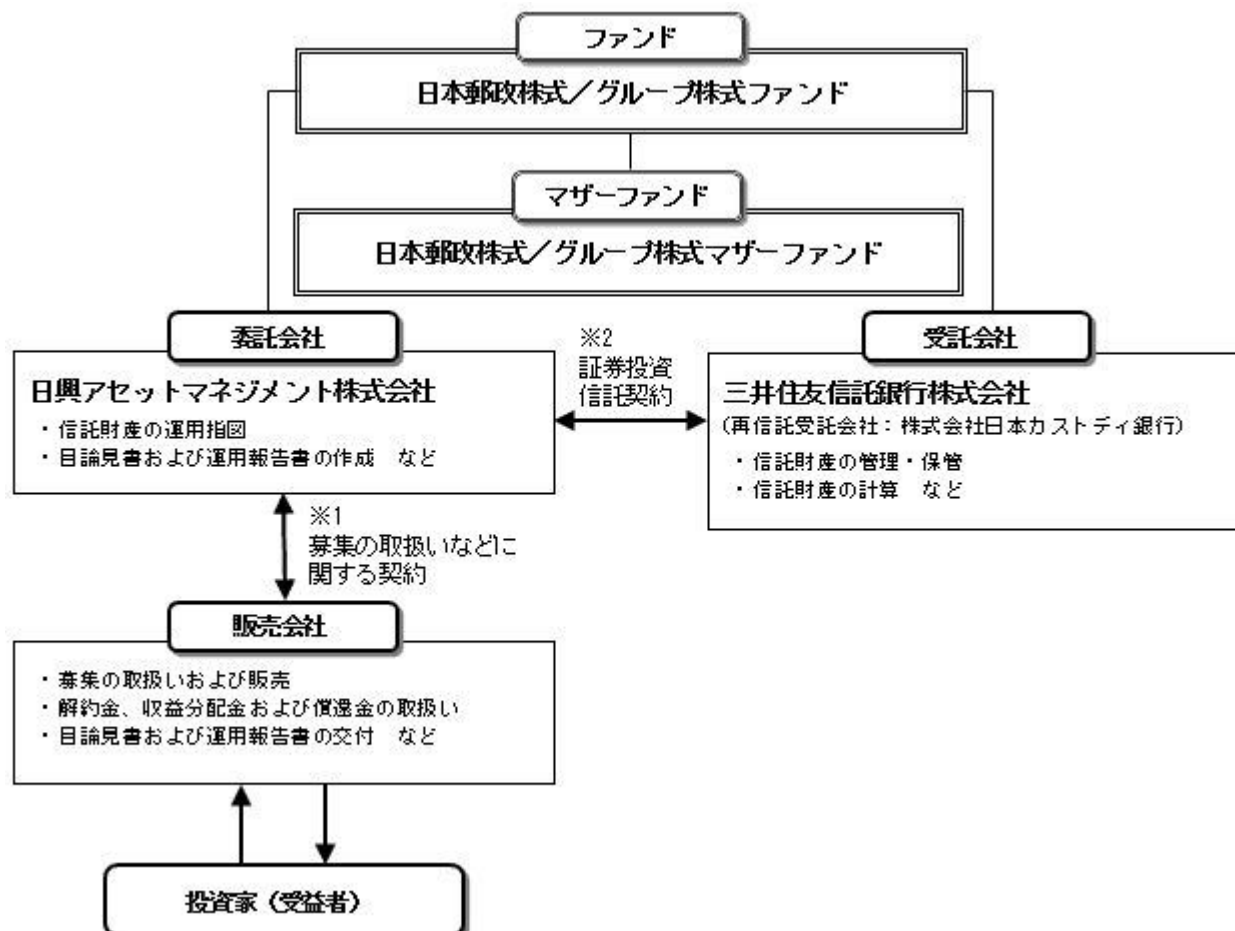 ファンド
日本郵政株式／グループ株式ファンド
マザーファンド
日本郵政株式／グループ株式マザーファンド
委託会社
日興アセットマネジメント株式会社
・信託財産の運用指図
・目論見書および運用報告書の作成　など
※2
証券投資
信託契約
受託会社
三井住友信託銀行株式会社
（再信託受託会社：株式会社日本カストディ銀行）
・信託財産の管理・保管
・信託財産の計算　など
※1
募集の取扱いなどに
関する契約
販売会社
・募集の取扱いおよび販売
・解約金、収益分配金および償還金の取扱い
・目論見書および運用報告書の交付　など
投資家（受益者）